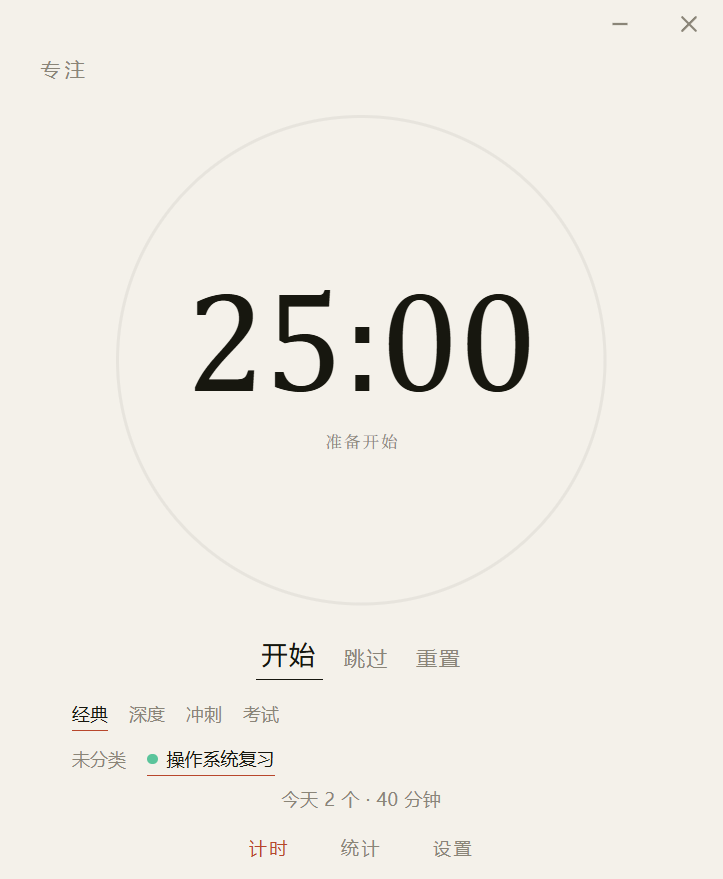 专注
25:00
准备开始
开始 跳过 重置
经典 深度 冲刺 考试
未分类 操作系统复习
今天 2 个 · 40 分钟
计时 统计 设置